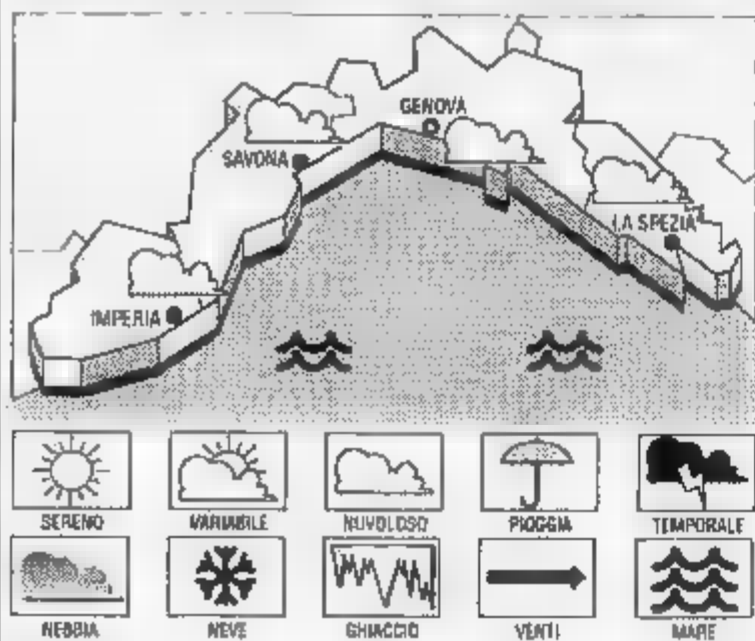 GENOVA
SAVONA
LA SPEZIA
IMPERIA
SERENO VARIABILE NUVOLOSO PIOGGIA TEMPORALE
NEBBIA NEVE GHIACCIO VENTI MARE